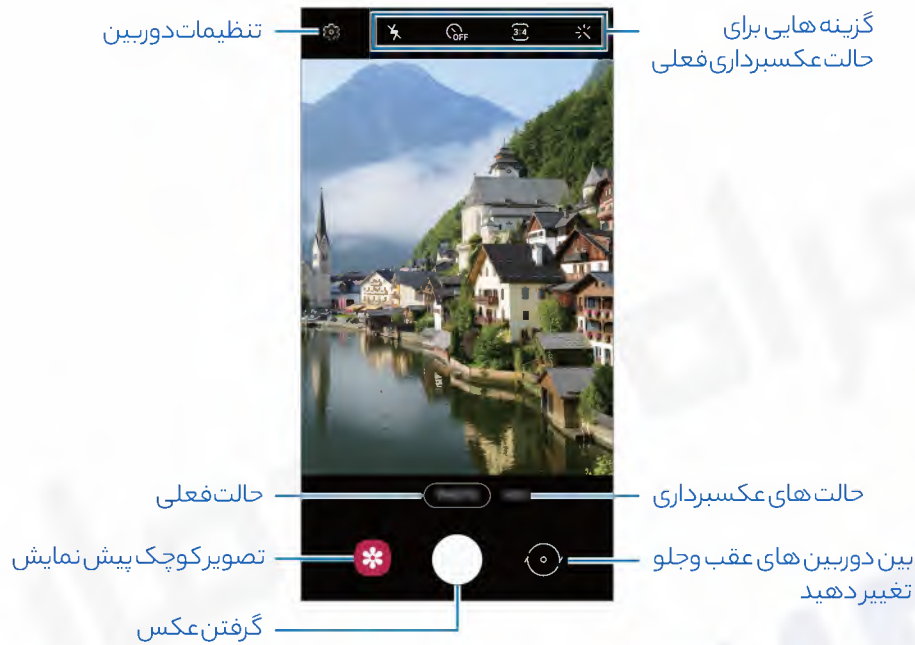 تنظیمات دوربین
OFF
3:4
گزینه هایی برای
حالت عکسبرداری فعلی
حالت فعلی
حالت های عکسبرداری
تصویر کوچک پیش نمایش
بین دوربین های عقب وجلو
تغییر دهید
گرفتن عکس